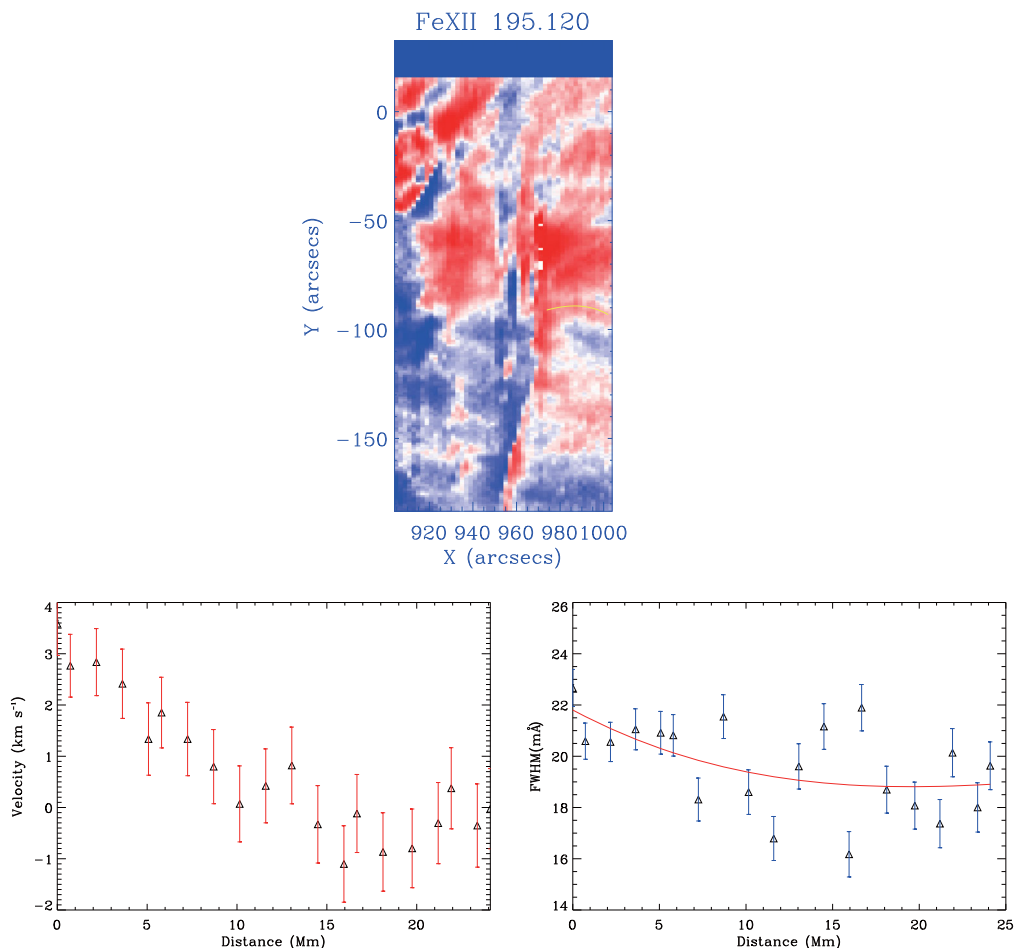 FeXII 195.120
0
−50
−100
−150
Y (arcsecs)
920 940 960 980 1000
X (arcsecs)
4
3
2
1
0
−1
−2
Velocity (km s⁻¹)
0 5 10 15 20
Distance (Mm)
26
24
22
20
18
16
14
FWHM(mÅ)
0 5 10 15 20 25
Distance (Mm)